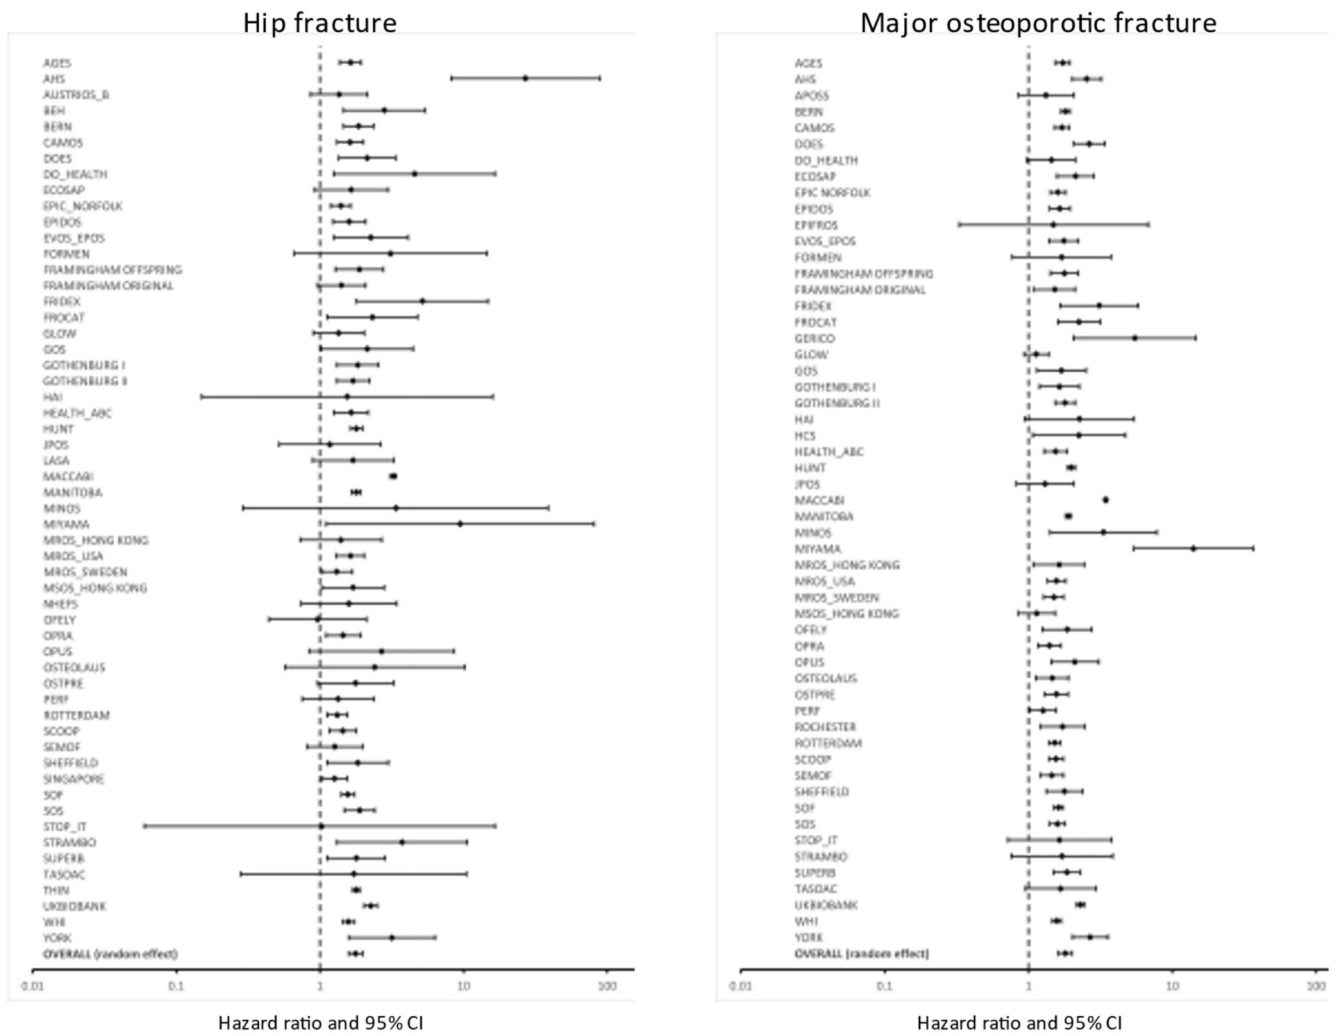 Hip fracture
AGES
AHS
AUSTRIOS_B
BEH
BERN
CAMOS
DOES
DO_HEALTH
ECOSAP
EPIC_NORFOLK
EPIDOS
EVOS_EPOS
FORMEN
FRAMINGHAM OFFSPRING
FRAMINGHAM ORIGINAL
FRIDEX
FROCAT
GLOW
GOS
GOTHENBURG I
GOTHENBURG II
HAI
HEALTH_ABC
HUNT
JPOS
LASA
MACCABI
MANITOBA
MINOS
MIYAMA
MROS_HONG KONG
MROS_USA
MROS_SWEDEN
MSOS_HONG KONG
NHEFS
OFELY
OPRA
OPUS
OSTEOLAUS
OSTPRE
PERF
ROTTERDAM
SCOOP
SEMOF
SHEFFIELD
SINGAPORE
SOF
SOS
STOP_IT
STRAMBO
SUPERB
TASOAC
THIN
UKBIOBANK
WHI
YORK
OVERALL (random effect)
0.01 0.1 1 10 100
Hazard ratio and 95% CI
Major osteoporotic fracture
AGES
AHS
APOSS
BERN
CAMOS
DOES
DO_HEALTH
ECOSAP
EPIC NORFOLK
EPIDOS
EPIFROS
EVOS_EPOS
FORMEN
FRAMINGHAM OFFSPRING
FRAMINGHAM ORIGINAL
FRIDEX
FROCAT
GERICO
GLOW
GOS
GOTHENBURG I
GOTHENBURG II
HAI
HCS
HEALTH_ABC
HUNT
JPOS
MACCABI
MANITOBA
MINOS
MIYAMA
MROS_HONG KONG
MROS_USA
MROS_SWEDEN
MSOS_HONG KONG
OFELY
OPRA
OPUS
OSTEOLAUS
OSTPRE
PERF
ROCHESTER
ROTTERDAM
SCOOP
SEMOF
SHEFFIELD
SOF
SOS
STOP_IT
STRAMBO
SUPERB
TASOAC
UKBIOBANK
WHI
YORK
OVERALL (random effect)
0.01 0.1 1 10 100
Hazard ratio and 95% CI